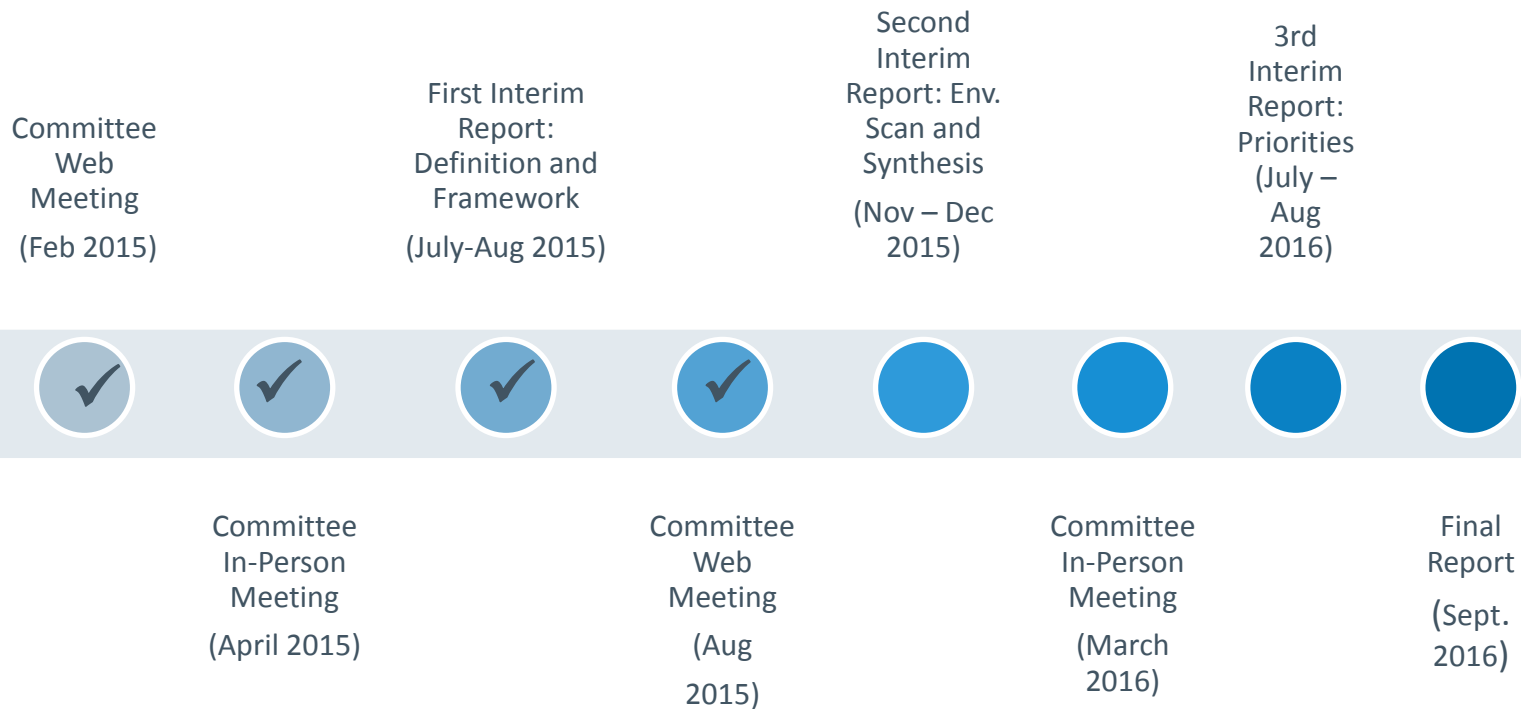 Committee
Web
Meeting
(Feb 2015)
First Interim
Report:
Definition and
Framework
(July-Aug 2015)
Second
Interim
Report: Env.
Scan and
Synthesis
(Nov – Dec
2015)
3rd
Interim
Report:
Priorities
(July –
Aug
2016)
Committee
In-Person
Meeting
(April 2015)
Committee
Web
Meeting
(Aug
2015)
Committee
In-Person
Meeting
(March
2016)
Final
Report
(Sept.
2016)